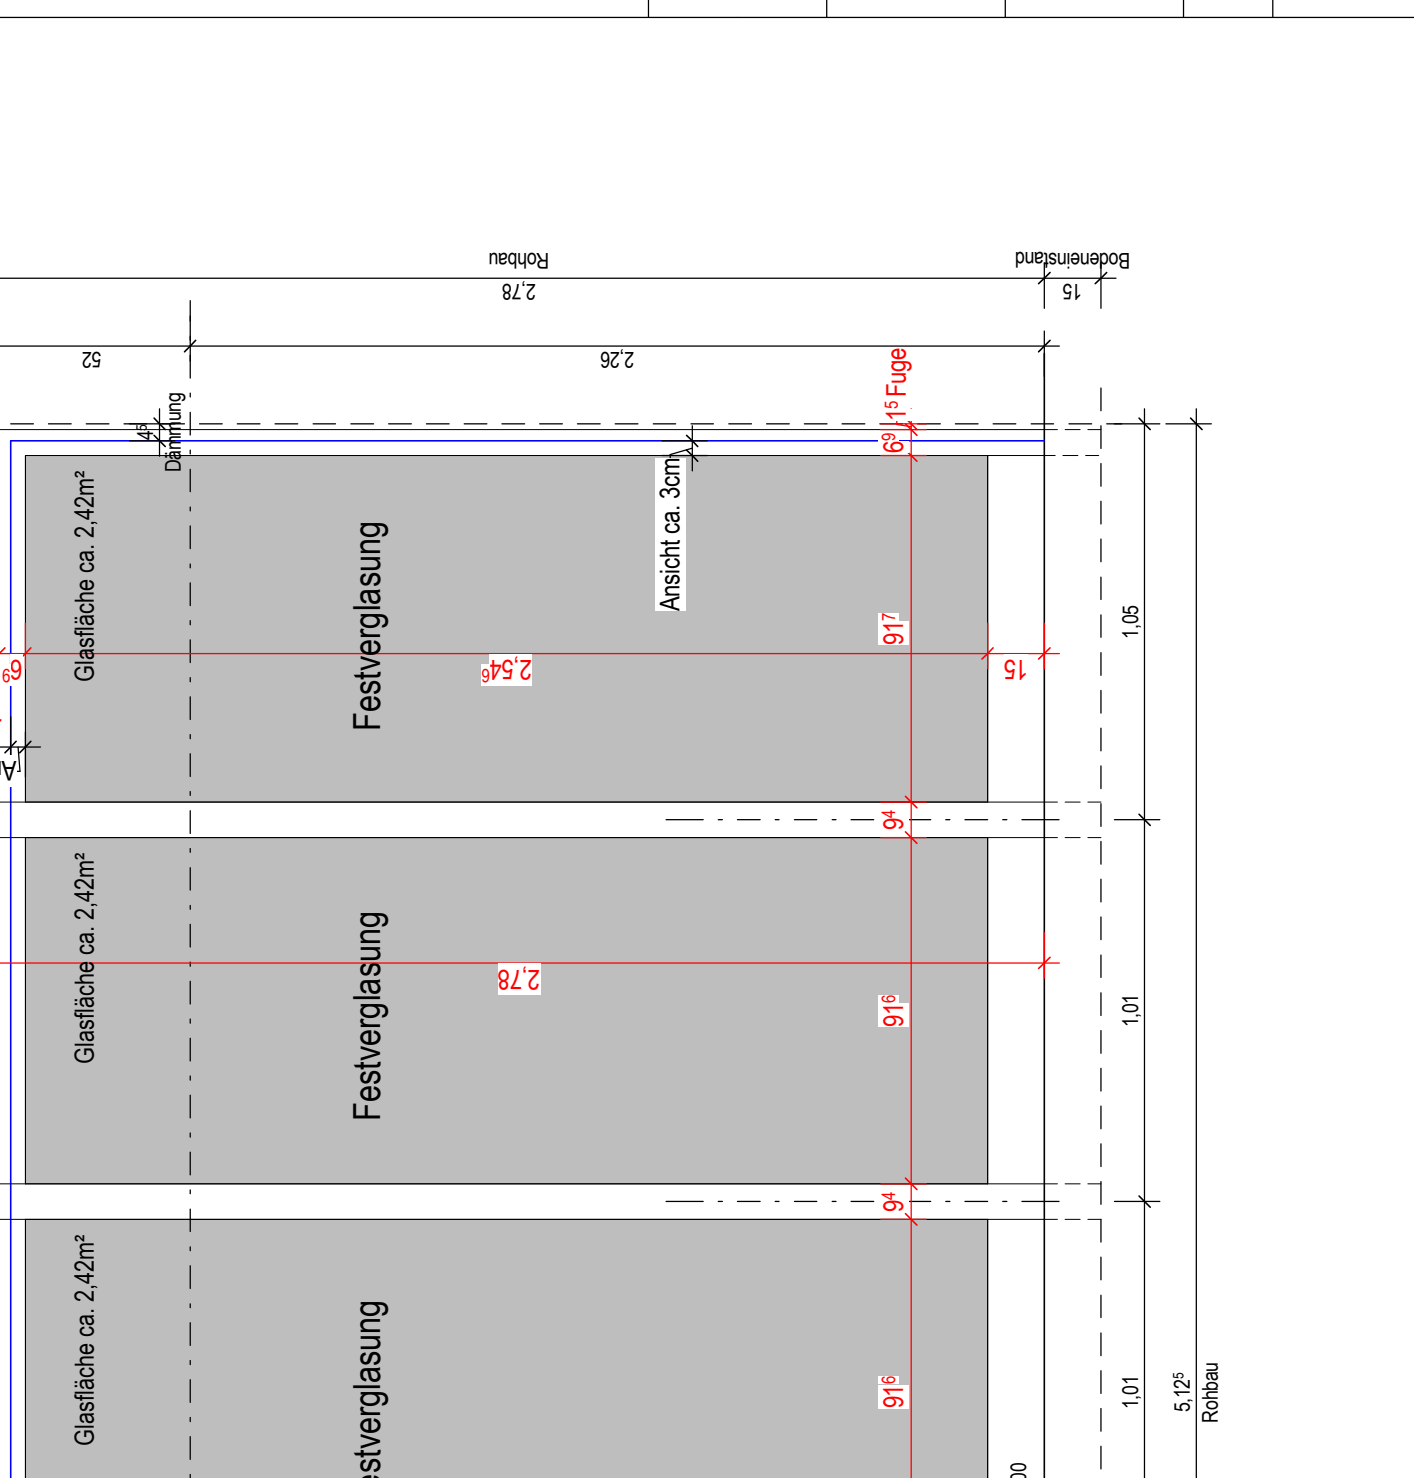 Rohbau
2,78
Bodeneinstand
15
52
2,26
1⁵ Fuge
6⁹
4⁵
Dämmung
Ansicht ca. 3cm
Glasfläche ca. 2,42m²
Festverglasung
91⁷
1,05
6⁹
2,54⁶
15
9⁴
Glasfläche ca. 2,42m²
Festverglasung
2,78
91⁶
1,01
9⁴
Glasfläche ca. 2,42m²
91⁶
1,01
5,12⁵
Rohbau